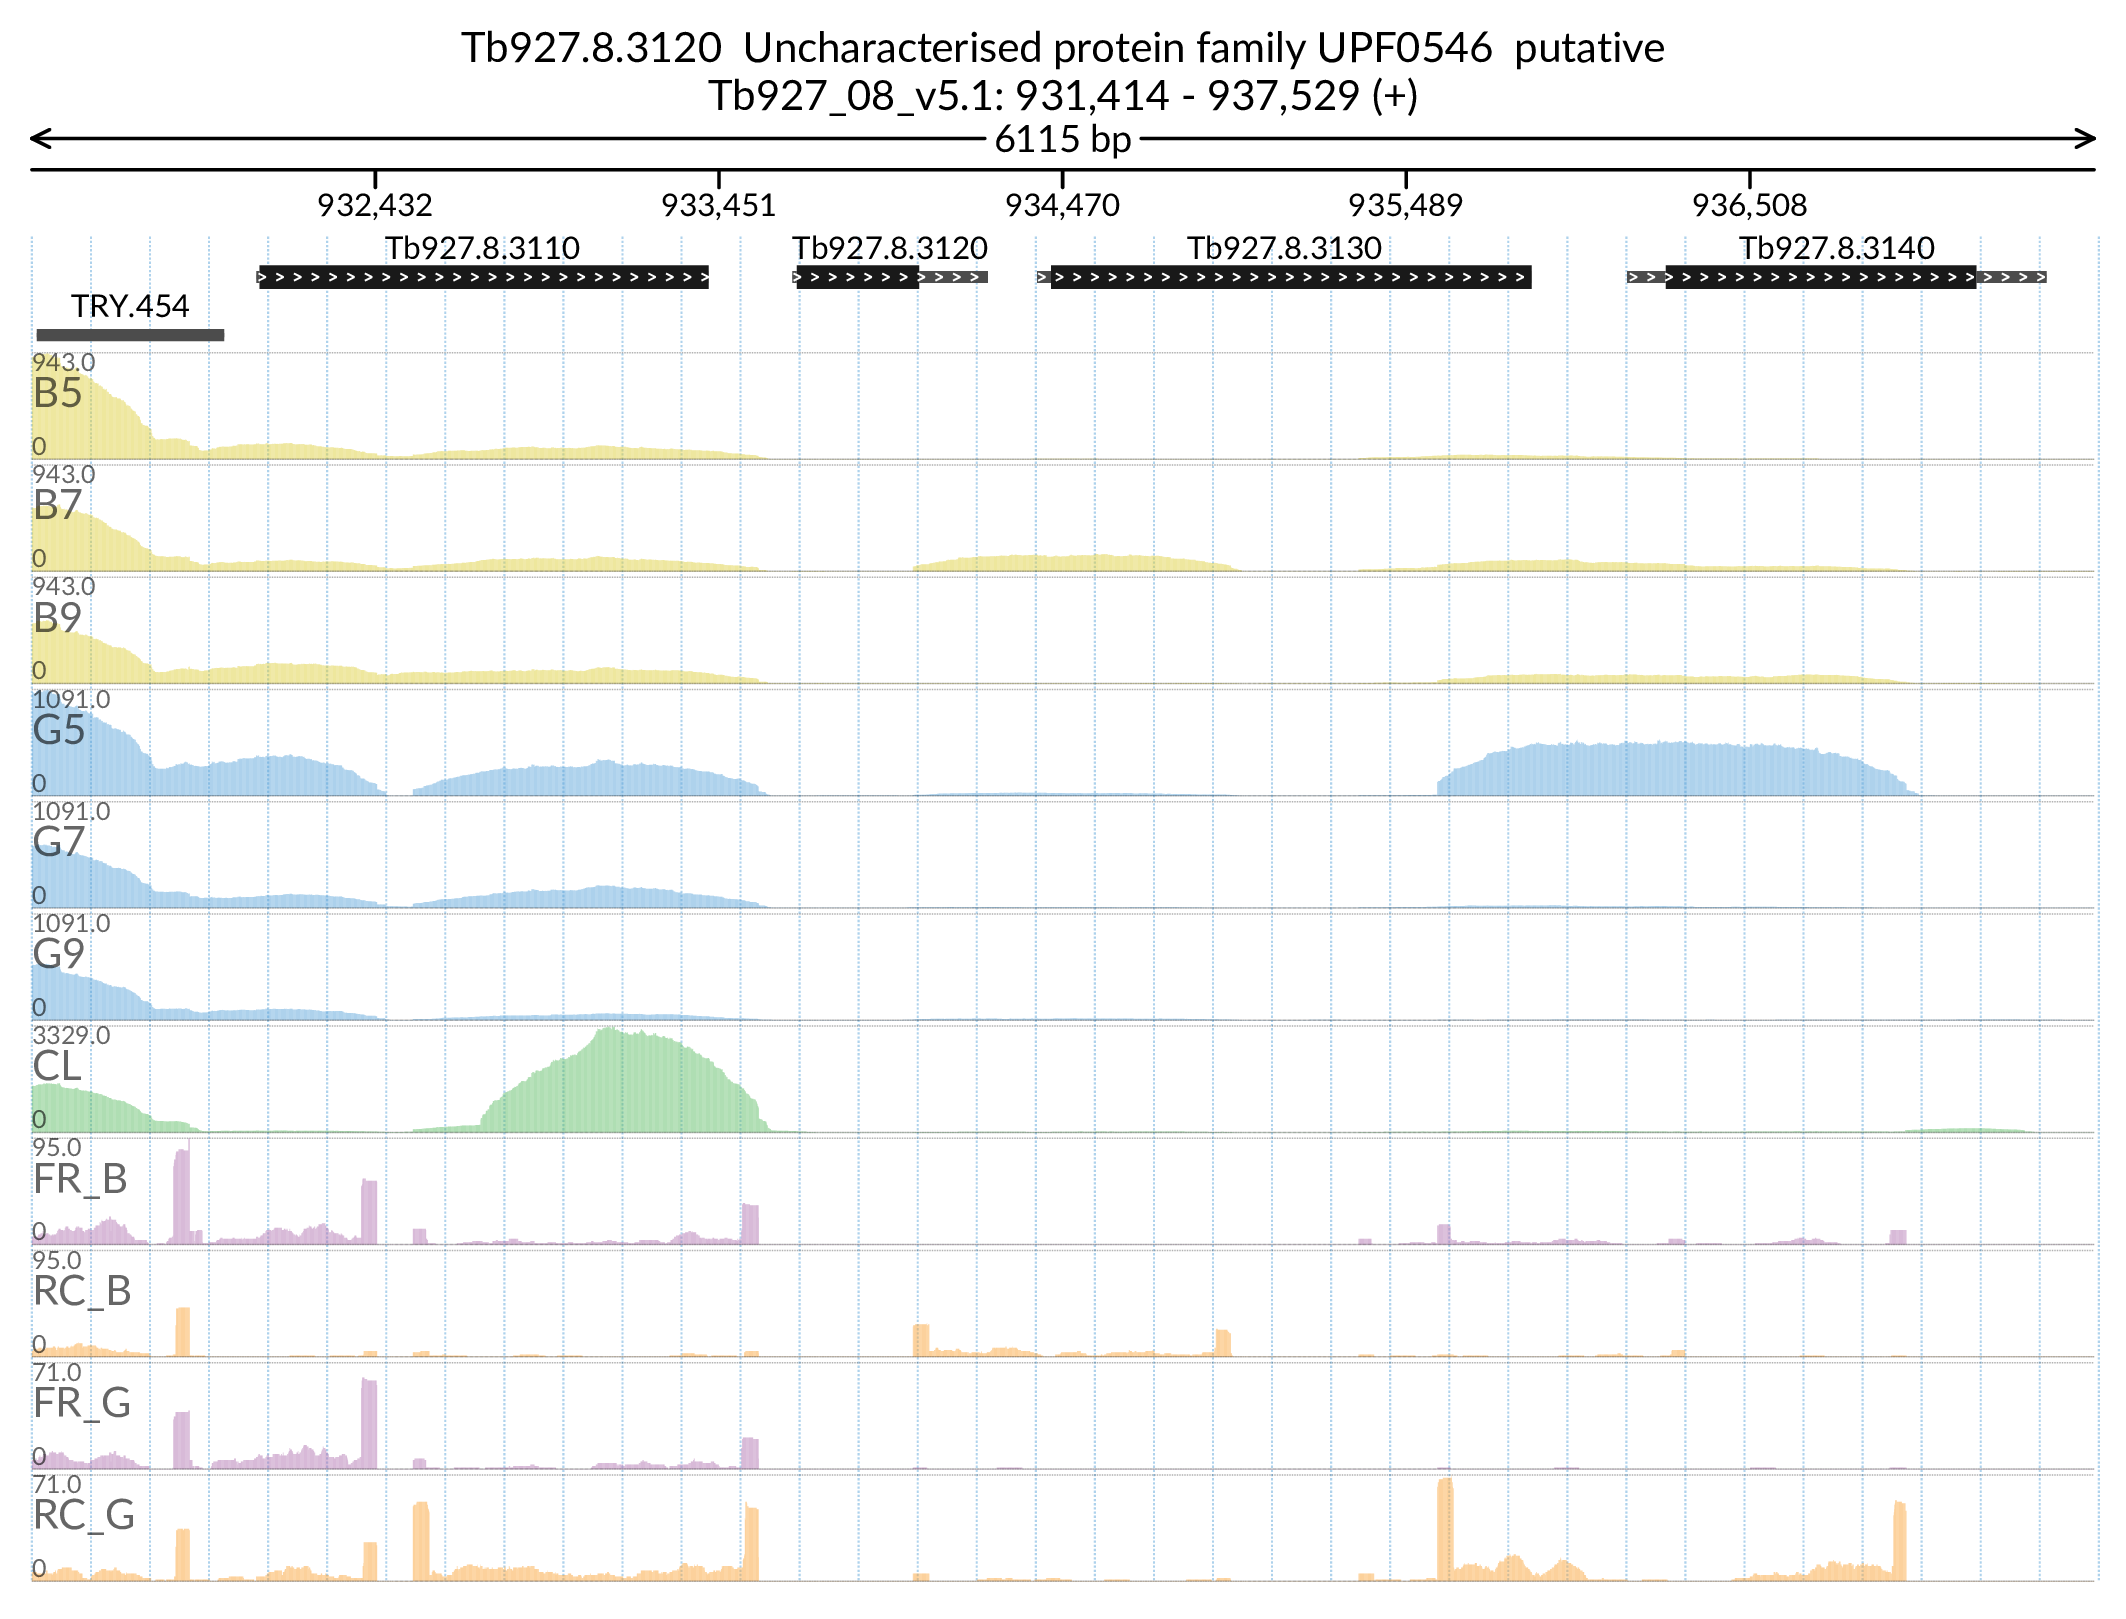 Tb927.8.3120  Uncharacterised protein family UPF0546  putative
Tb927_08_v5.1: 931,414 - 937,529 (+)
6115 bp
932,432 933,451 934,470 935,489 936,508
Tb927.8.3110 Tb927.8.3120 Tb927.8.3130 Tb927.8.3140
TRY.454
943.0
B5
0
943.0
B7
0
943.0
B9
0
1091.0
G5
0
1091.0
G7
0
1091.0
G9
0
3329.0
CL
0
95.0
FR_B
0
95.0
RC_B
0
71.0
FR_G
0
71.0
RC_G
0